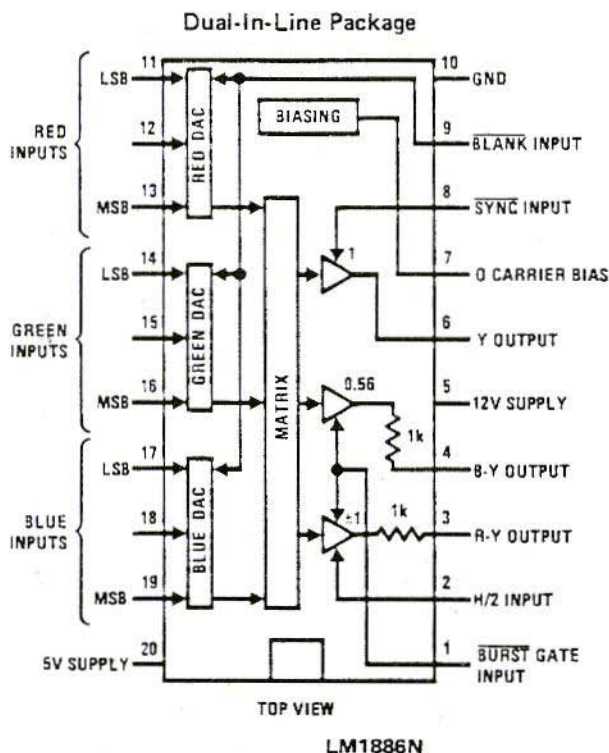 Dual-In-Line Package
11
LSB
12
RED
INPUTS
13
MSB
RED DAC
14
LSB
15
GREEN
INPUTS
16
MSB
GREEN DAC
17
LSB
18
BLUE
INPUTS
19
MSB
BLUE DAC
20
5V SUPPLY
BIASING
MATRIX
1
0.56
1k
±1
1k
10
GND
9
BLANK INPUT
8
SYNC INPUT
7
O CARRIER BIAS
6
Y OUTPUT
5
12V SUPPLY
4
B-Y OUTPUT
3
R-Y OUTPUT
2
H/2 INPUT
1
BURST GATE
INPUT
TOP VIEW
LM1886N